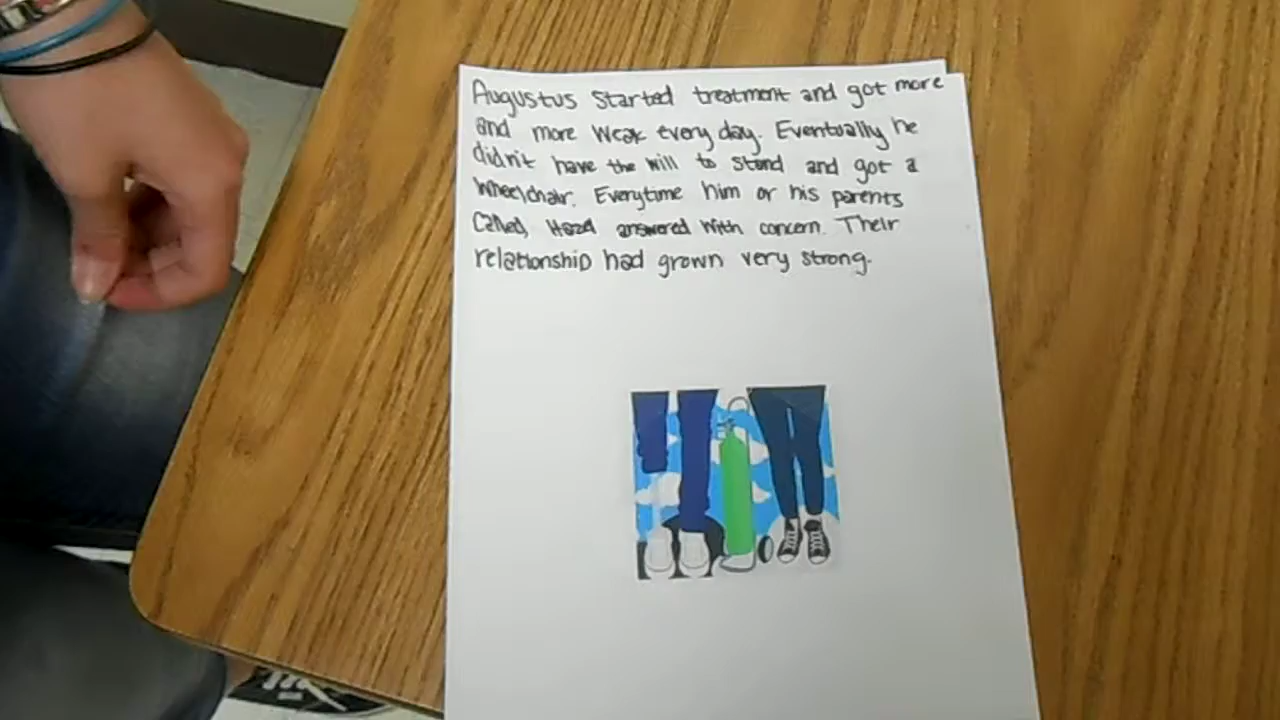 Augustus started treatment and got more
and more weak every day. Eventually he
didn't have the will to stand and got a
wheelchair. Everytime him or his parents
called, Hazel answered with concern. Their
relationship had grown very strong.